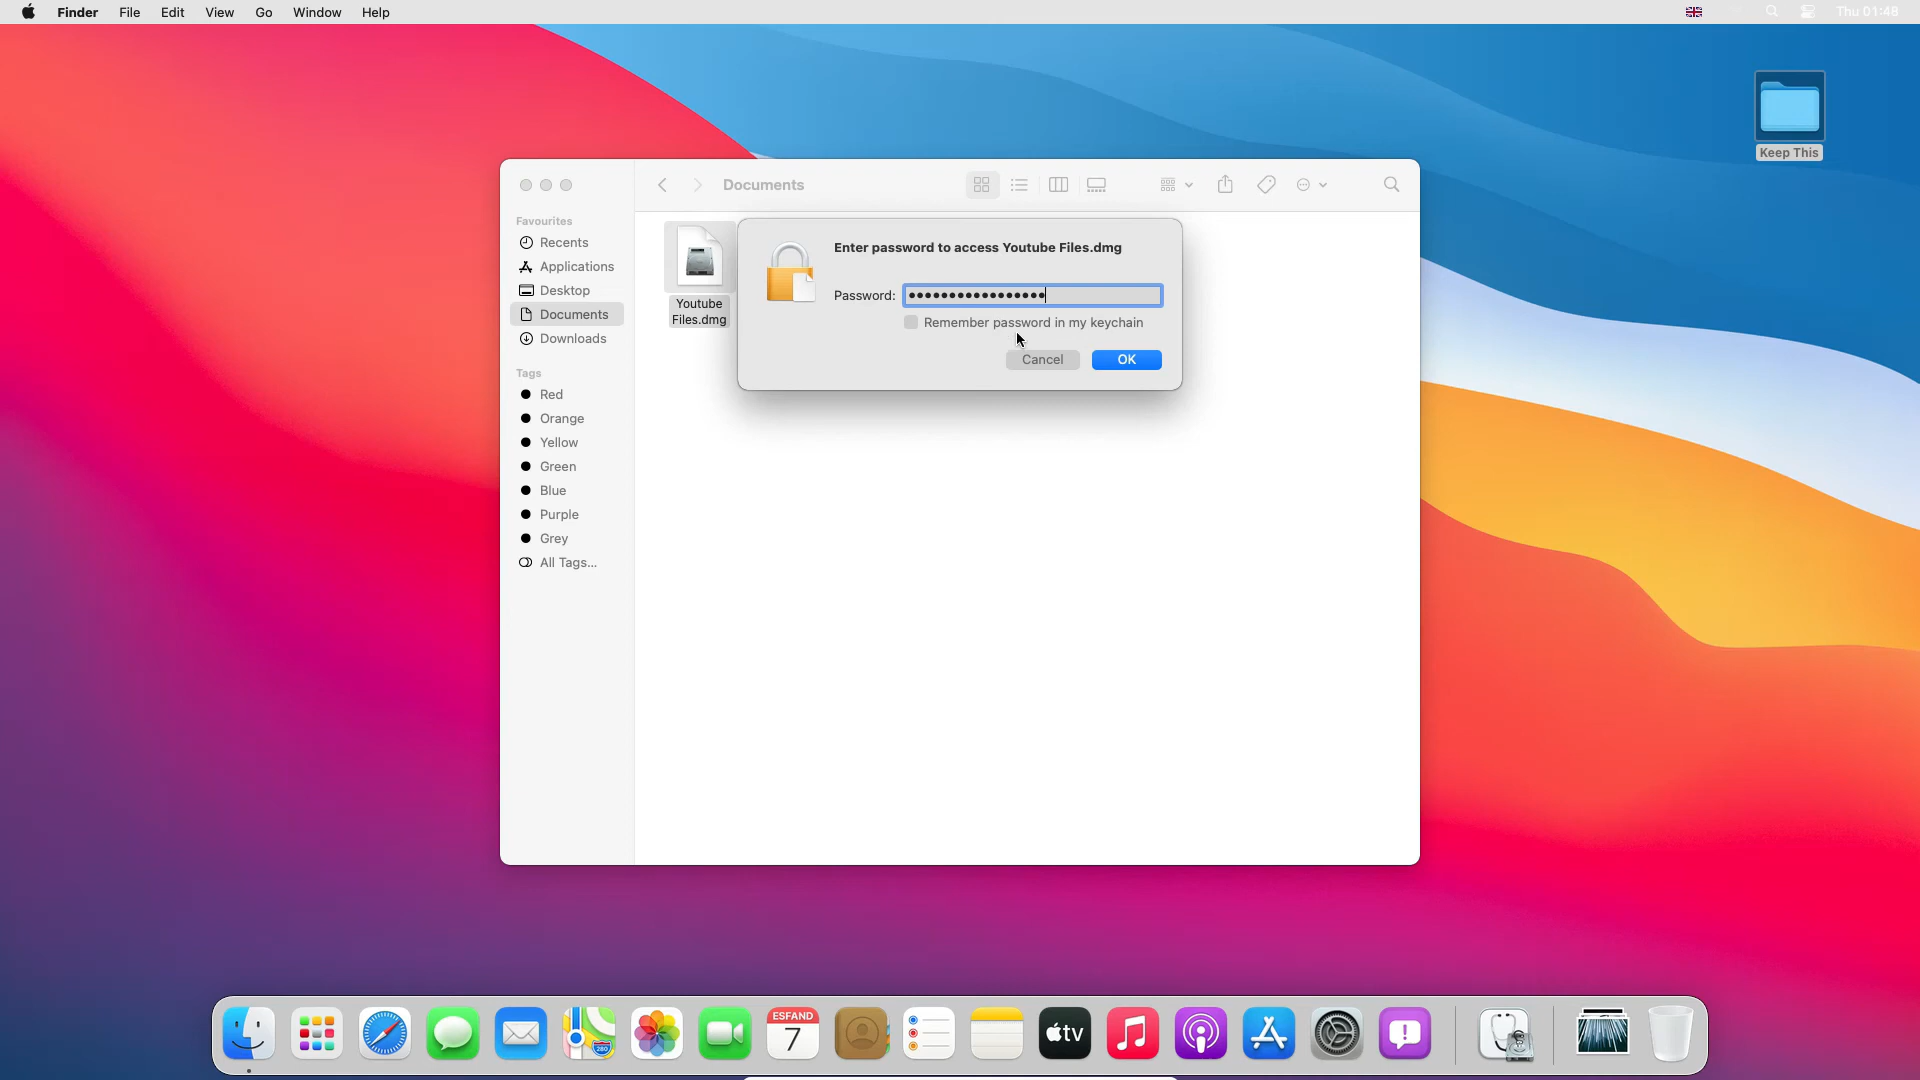 Finder File Edit View Go Window Help
Thu 01:48
Keep This
Documents
Favourites
Recents
Applications
Desktop
Documents
Downloads
Tags
Red
Orange
Yellow
Green
Blue
Purple
Grey
All Tags...
Youtube
Files.dmg
Enter password to access Youtube Files.dmg
Password: •••••••••••••••••
Remember password in my keychain
Cancel OK
ESFAND
7
280
tv